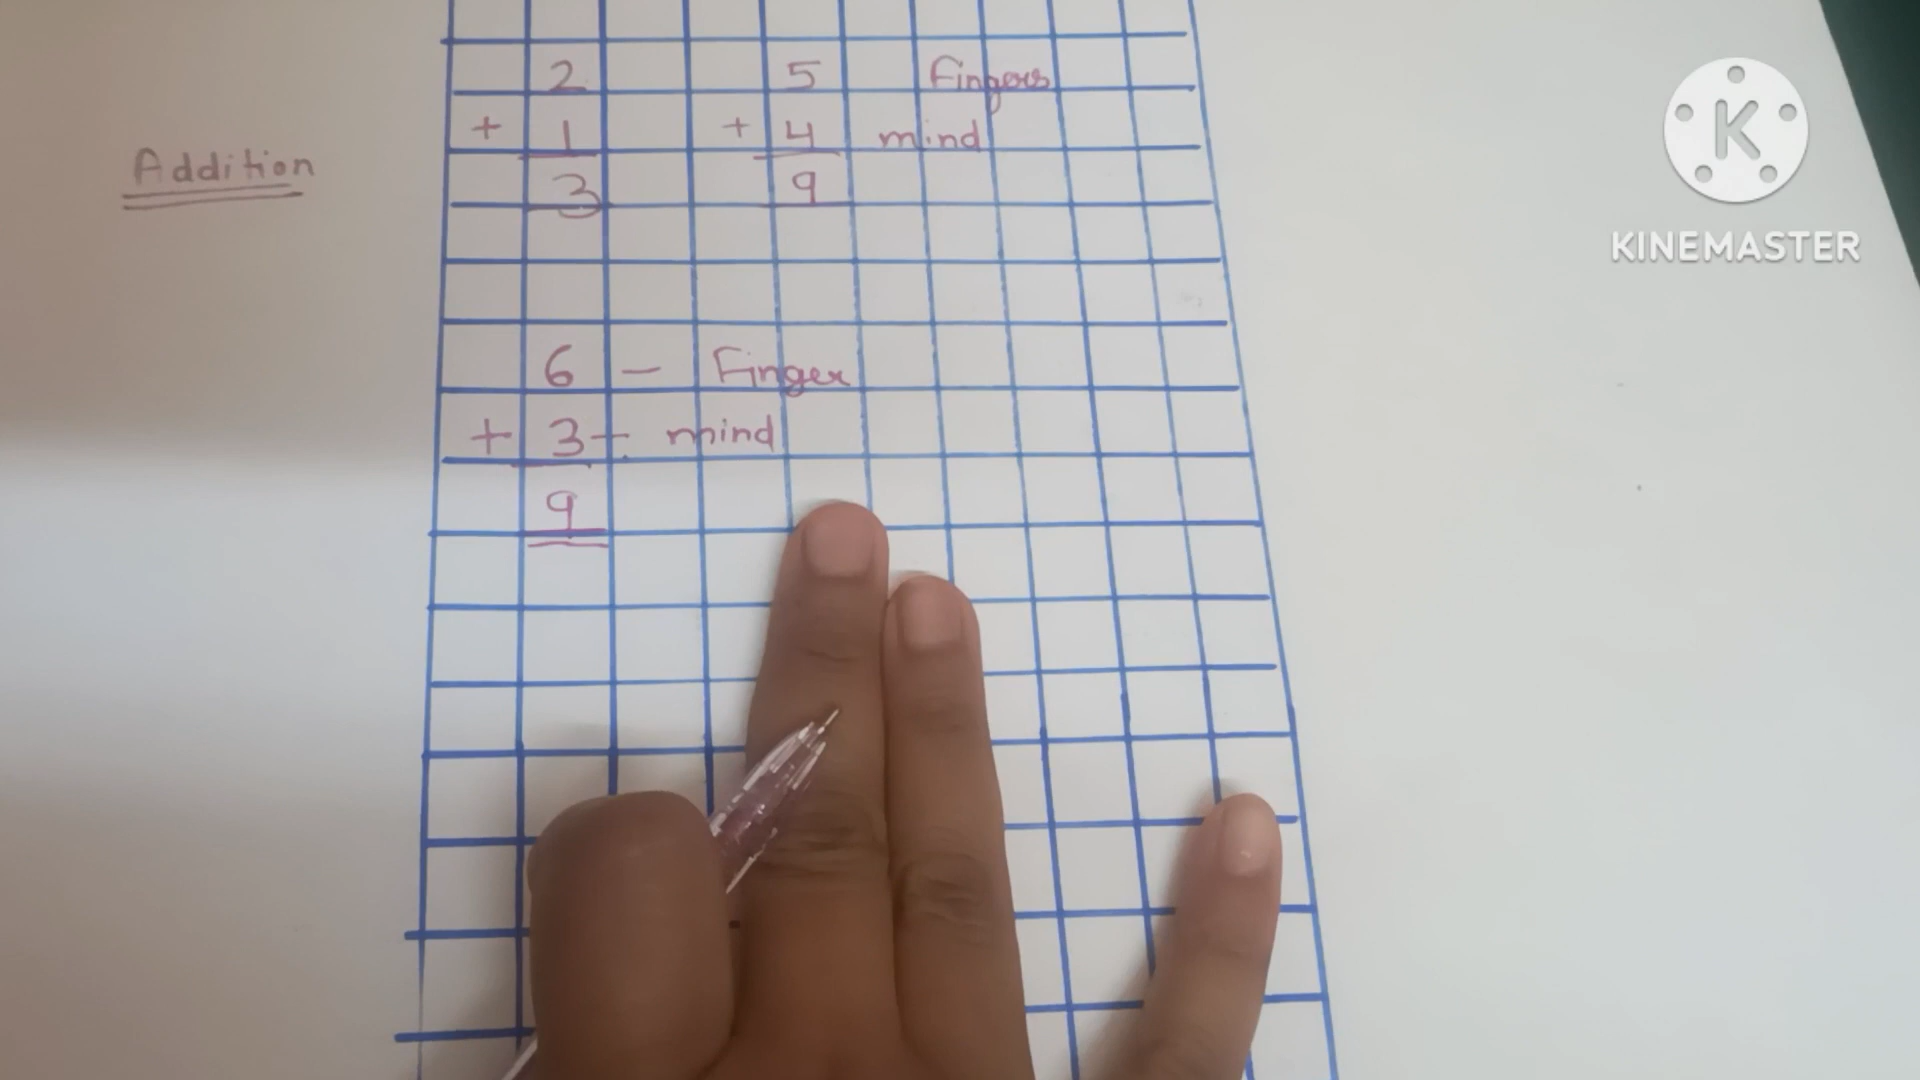 Addition
2 5 Fingers
+ 1 + 4 mind
3 9
6 - Finger
+ 3 - mind
9
K
KINEMASTER